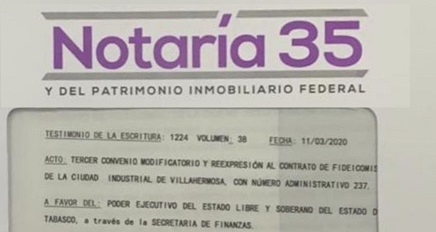 Notaría 35
Y DEL PATRIMONIO INMOBILIARIO FEDERAL
TESTIMONIO DE LA ESCRITURA: 1224 VOLUMEN: 38 FECHA: 11/03/2020
ACTO: TERCER CONVENIO MODIFICATORIO Y REEXPRESIÓN AL CONTRATO DE FIDEICOMIS
DE LA CIUDAD INDUSTRIAL DE VILLAHERMOSA, CON NÚMERO ADMINISTRATIVO 237.
A FAVOR DEL: PODER EJECUTIVO DEL ESTADO LIBRE Y SOBERANO DEL ESTADO D
TABASCO, a través de la SECRETARIA DE FINANZAS.